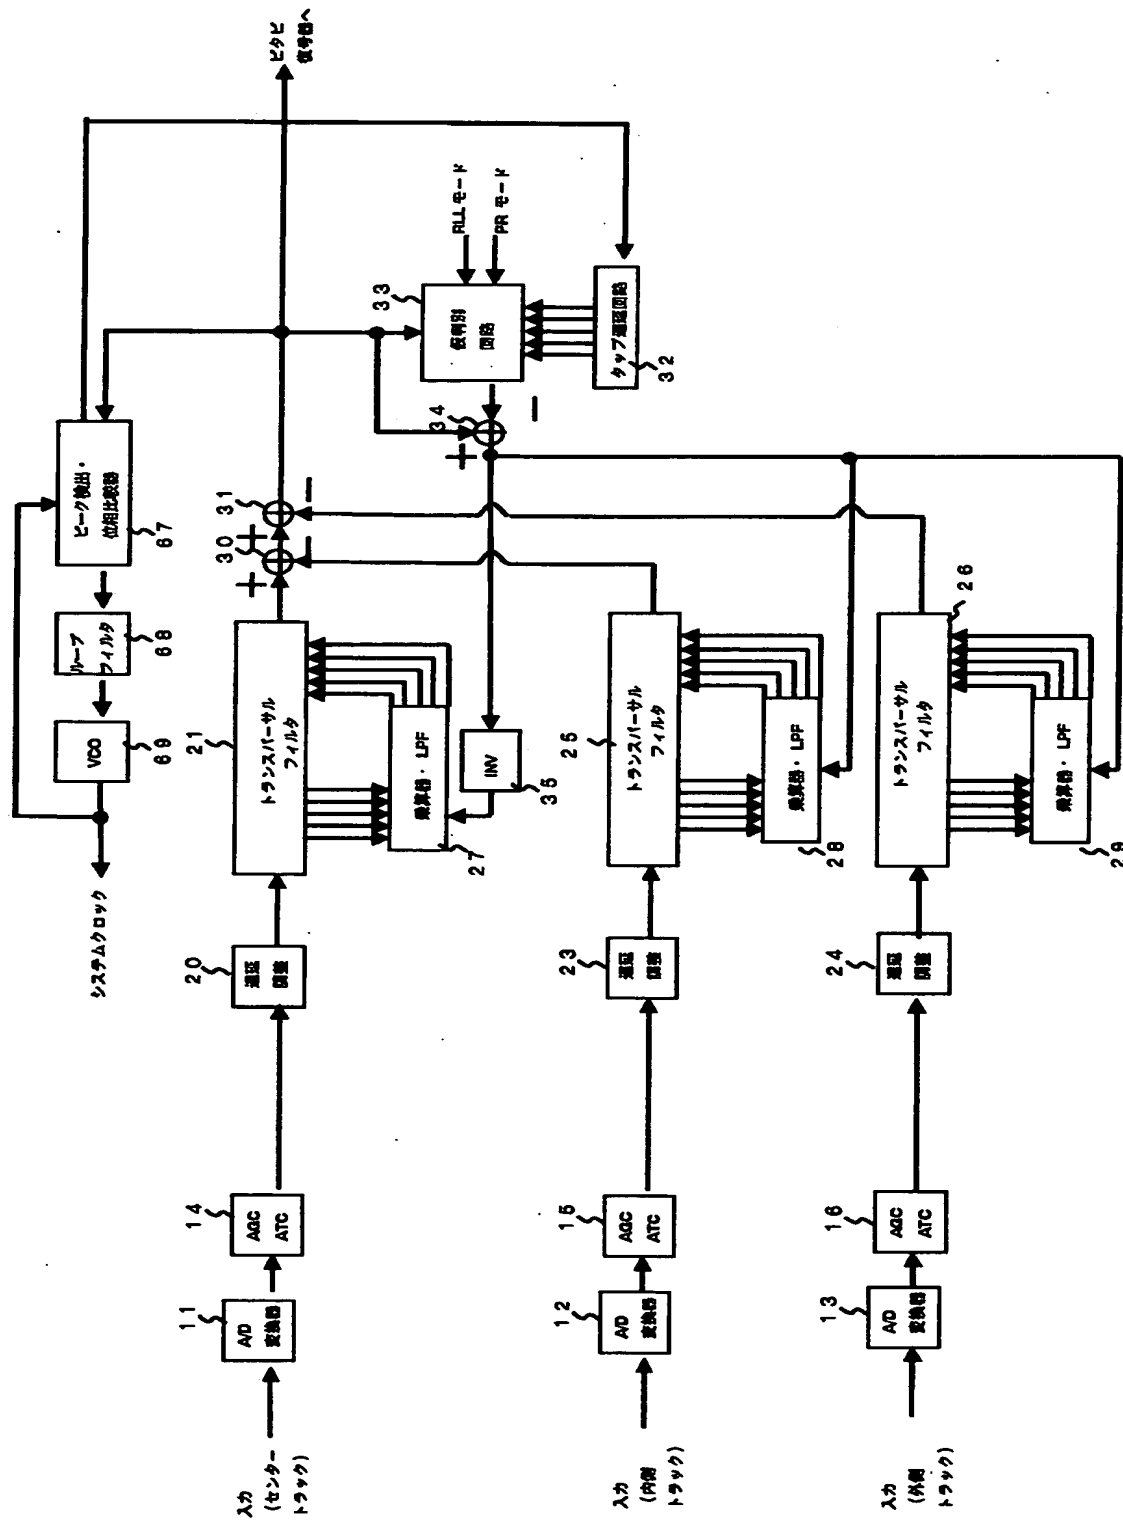 入力
(センター
トラック)
11
A/D
変換器
14
AGC
ATC
20
遅延
調整
21
トランスバーサル
フィルタ
乗算器・LPF
27
INV
35
30
31
+
+
−
−
ビタビ
復号器へ
システムクロック
VCO
69
ループ
フィルタ
68
ピーク検出・
位相比較器
67
33
仮判別
回路
RLLモード
PR モード
タップ遅延回路
32
34
+
−
入力
(内側
トラック)
12
A/D
変換器
15
AGC
ATC
23
遅延
調整
25
トランスバーサル
フィルタ
乗算器・LPF
28
入力
(外側
トラック)
13
A/D
変換器
16
AGC
ATC
24
遅延
調整
26
トランスバーサル
フィルタ
乗算器・LPF
29